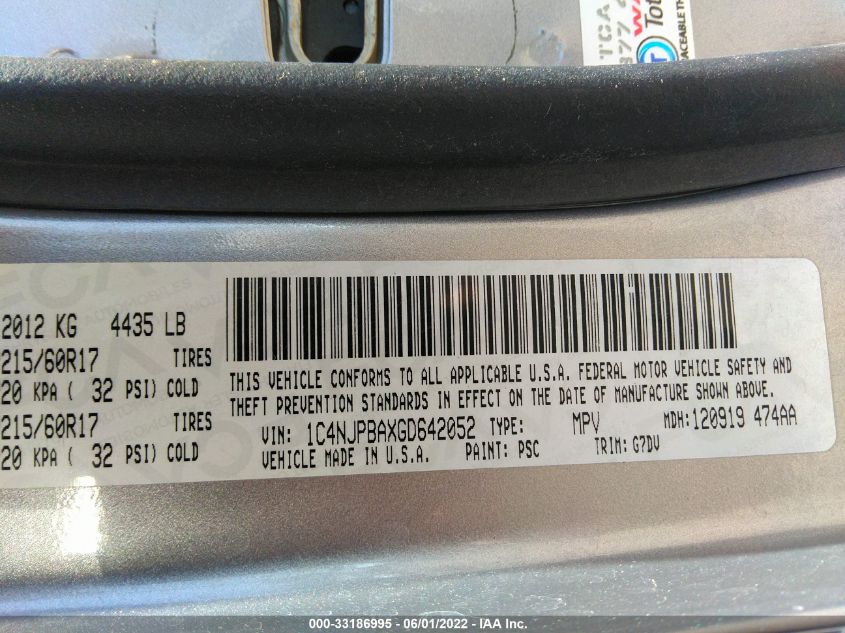 2012 KG 4435 LB
215/60R17 TIRES
20 KPA ( 32 PSI) COLD
215/60R17 TIRES
20 KPA ( 32 PSI) COLD
THIS VEHICLE CONFORMS TO ALL APPLICABLE U.S.A. FEDERAL MOTOR VEHICLE SAFETY AND
THEFT PREVENTION STANDARDS IN EFFECT ON THE DATE OF MANUFACTURE SHOWN ABOVE.
VIN: 1C4NJPBAXGD642052 TYPE: MPV MDH:120919 474AA
VEHICLE MADE IN U.S.A. PAINT: PSC TRIM: G7DV
000-33186995 - 06/01/2022 - IAA Inc.